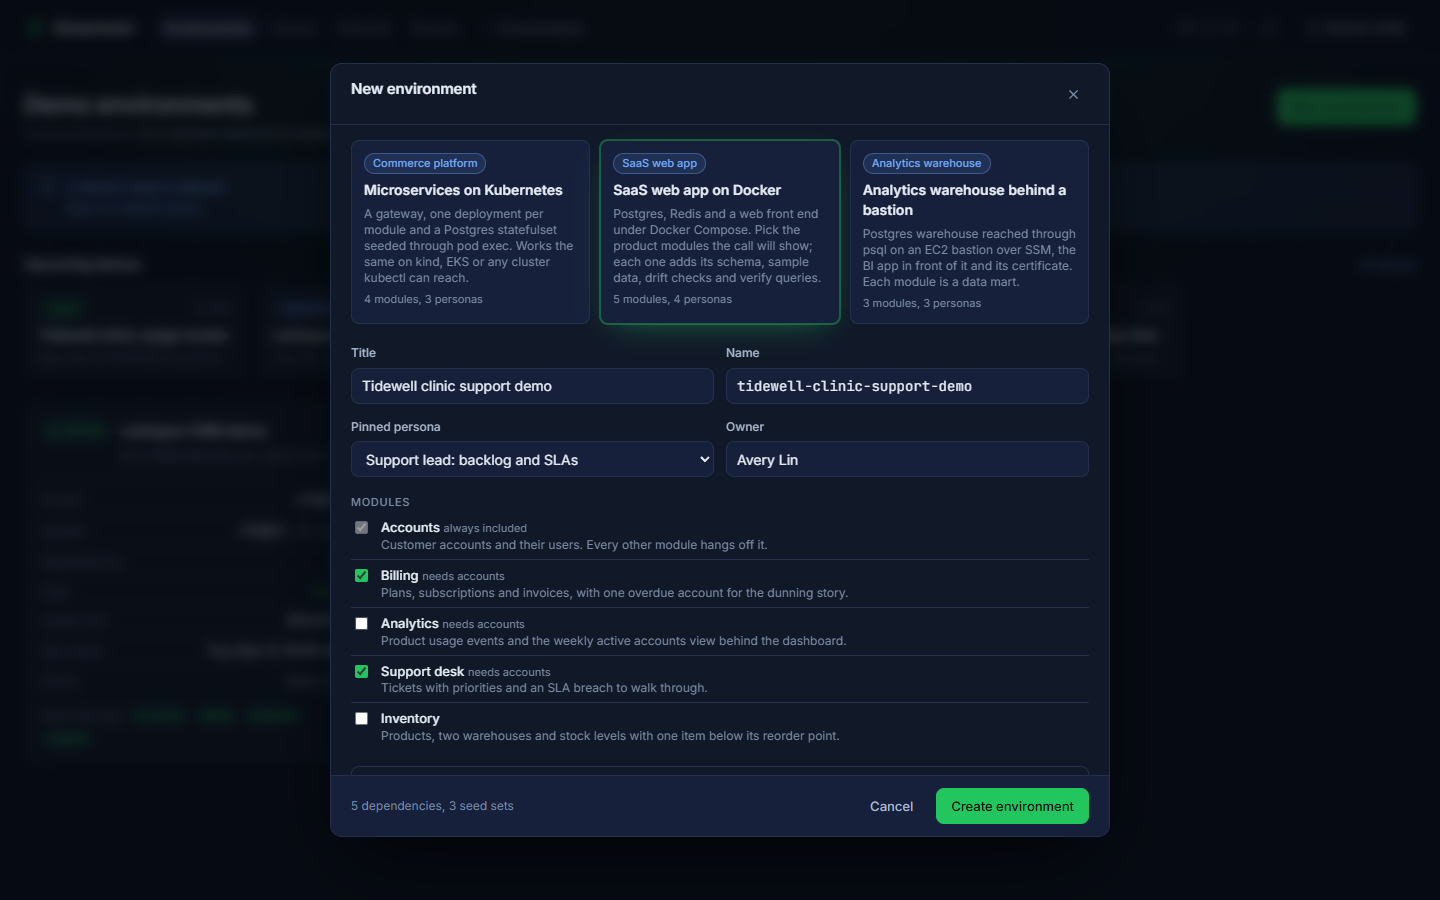 New environment
×
Commerce platform
Microservices on Kubernetes
A gateway, one deployment per
module and a Postgres statefulset
seeded through pod exec. Works the
same on kind, EKS or any cluster
kubectl can reach.
4 modules, 3 personas
SaaS web app
SaaS web app on Docker
Postgres, Redis and a web front end
under Docker Compose. Pick the
product modules the call will show;
each one adds its schema, sample
data, drift checks and verify queries.
5 modules, 4 personas
Analytics warehouse
Analytics warehouse behind a
bastion
Postgres warehouse reached through
psql on an EC2 bastion over SSM, the
BI app in front of it and its certificate.
Each module is a data mart.
3 modules, 3 personas
Title
Tidewell clinic support demo
Name
tidewell-clinic-support-demo
Pinned persona
Support lead: backlog and SLAs
Owner
Avery Lin
MODULES
Accounts always included
Customer accounts and their users. Every other module hangs off it.
Billing needs accounts
Plans, subscriptions and invoices, with one overdue account for the dunning story.
Analytics needs accounts
Product usage events and the weekly active accounts view behind the dashboard.
Support desk needs accounts
Tickets with priorities and an SLA breach to walk through.
Inventory
Products, two warehouses and stock levels with one item below its reorder point.
5 dependencies, 3 seed sets
Cancel
Create environment